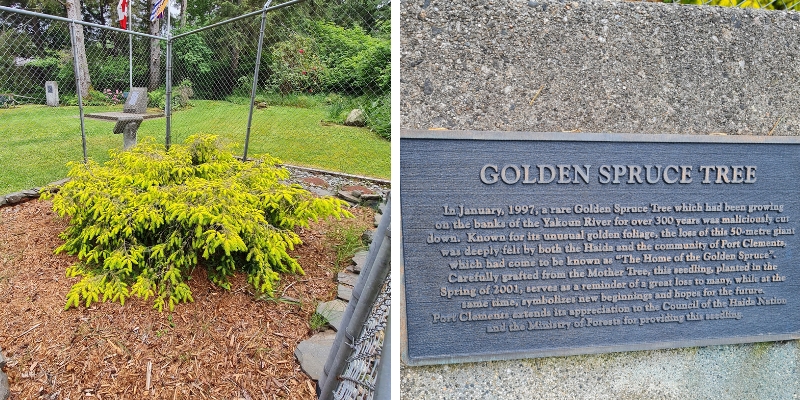 GOLDEN SPRUCE TREE
In January, 1997, a rare Golden Spruce Tree which had been growing
on the banks of the Yakoun River for over 300 years was maliciously cut
down. Known for its unusual golden foliage, the loss of this 50-metre giant
was deeply felt by both the Haida and the community of Port Clements,
which had come to be known as "The Home of the Golden Spruce".
Carefully grafted from the Mother Tree, this seedling, planted in the
Spring of 2001, serves as a reminder of a great loss to many, while at the
same time, symbolizes new beginnings and hopes for the future.
Port Clements extends its appreciation to the Council of the Haida Nation
and the Ministry of Forests for providing this seedling.